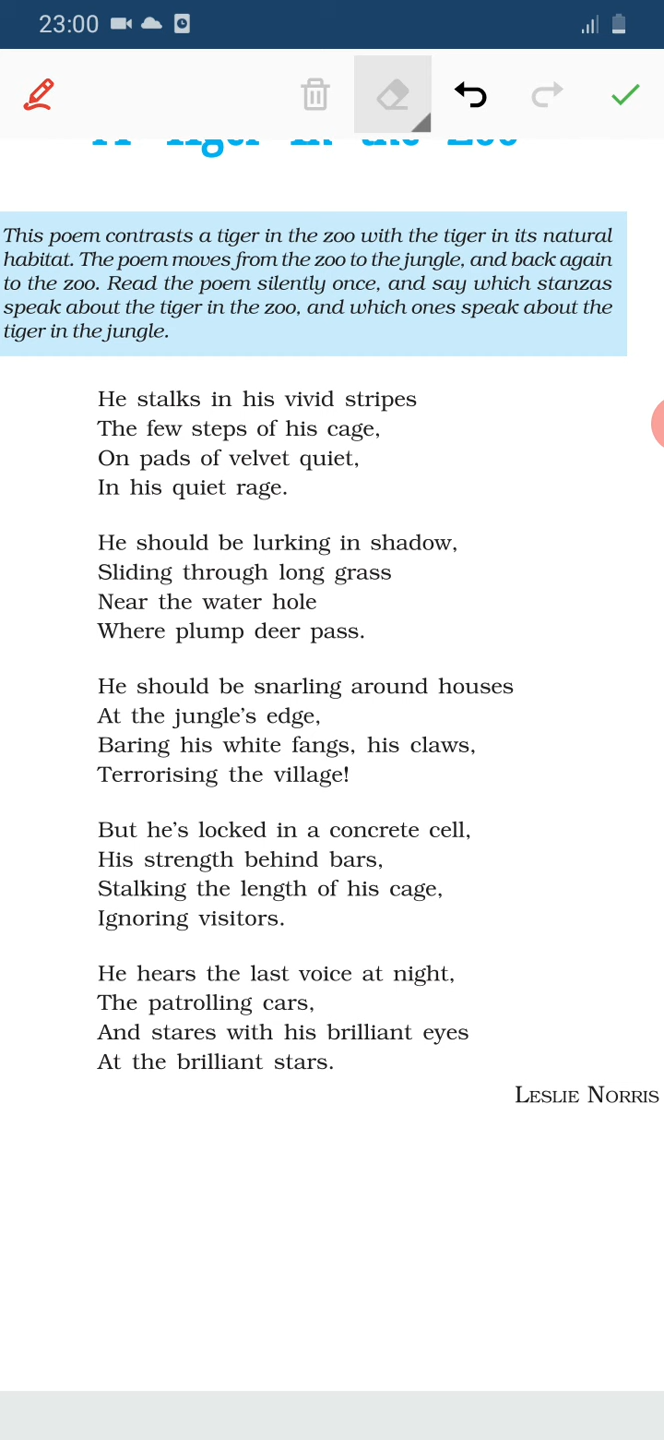 23:00
A Tiger in the Zoo
This poem contrasts a tiger in the zoo with the tiger in its natural
habitat. The poem moves from the zoo to the jungle, and back again
to the zoo. Read the poem silently once, and say which stanzas
speak about the tiger in the zoo, and which ones speak about the
tiger in the jungle.
He stalks in his vivid stripes
The few steps of his cage,
On pads of velvet quiet,
In his quiet rage.
He should be lurking in shadow,
Sliding through long grass
Near the water hole
Where plump deer pass.
He should be snarling around houses
At the jungle's edge,
Baring his white fangs, his claws,
Terrorising the village!
But he's locked in a concrete cell,
His strength behind bars,
Stalking the length of his cage,
Ignoring visitors.
He hears the last voice at night,
The patrolling cars,
And stares with his brilliant eyes
At the brilliant stars.
LESLIE NORRIS